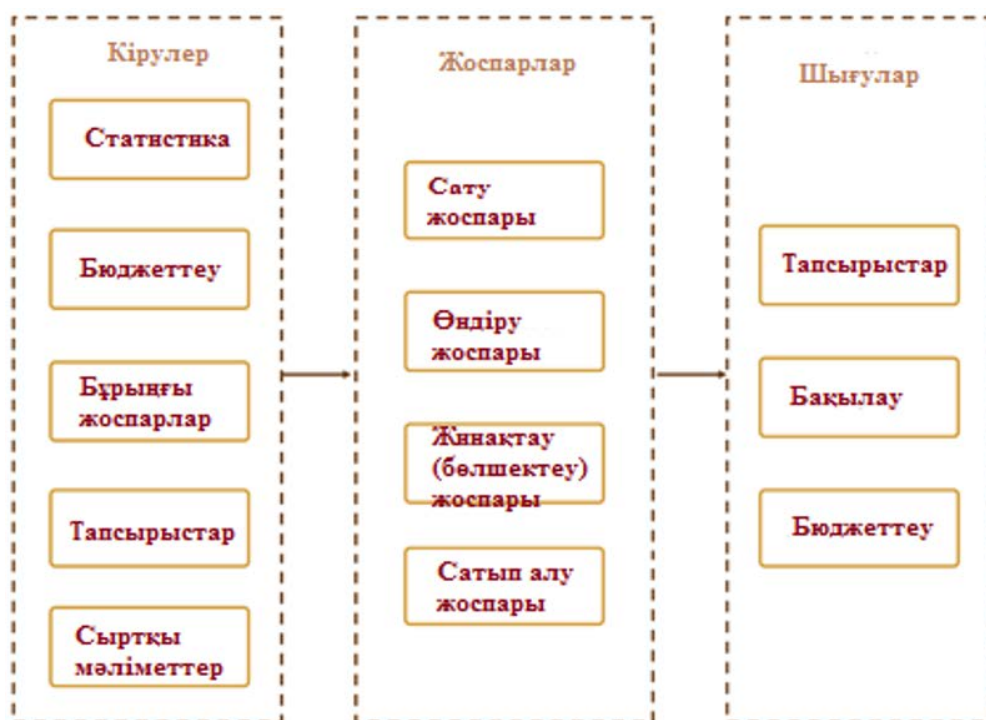 Кірулер
Статистика
Бюджеттеу
Бұрыңғы
жоспарлар
Тапсырыстар
Сыртқы
мәліметтер
Жоспарлар
Сату
жоспары
Өндіру
жоспары
Жинақтау
(бөлшектеу)
жоспары
Сатып алу
жоспары
Шығулар
Тапсырыстар
Бақылау
Бюджеттеу